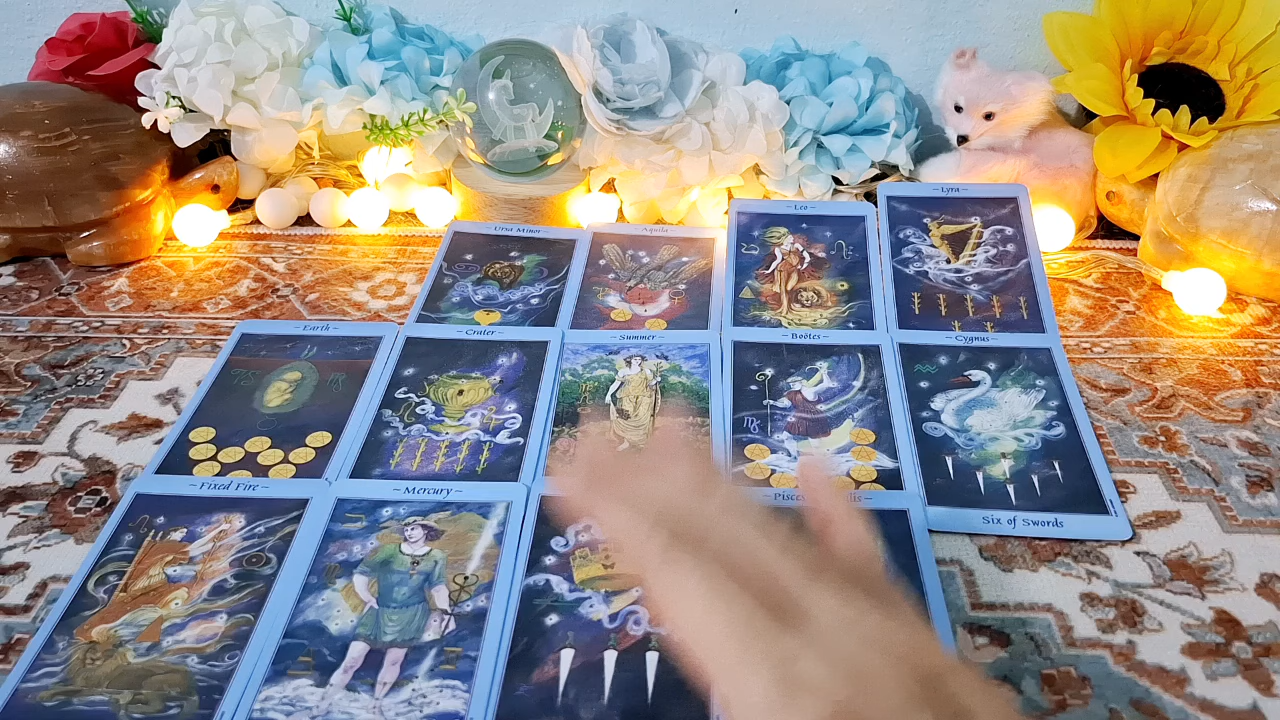 – Lyra –
– Leo –
– Ursa Minor –
– Aquila –
– Earth –
– Crater –
– Summer –
– Boötes –
– Cygnus –
– Fixed Fire –
– Mercury –
Six of Swords